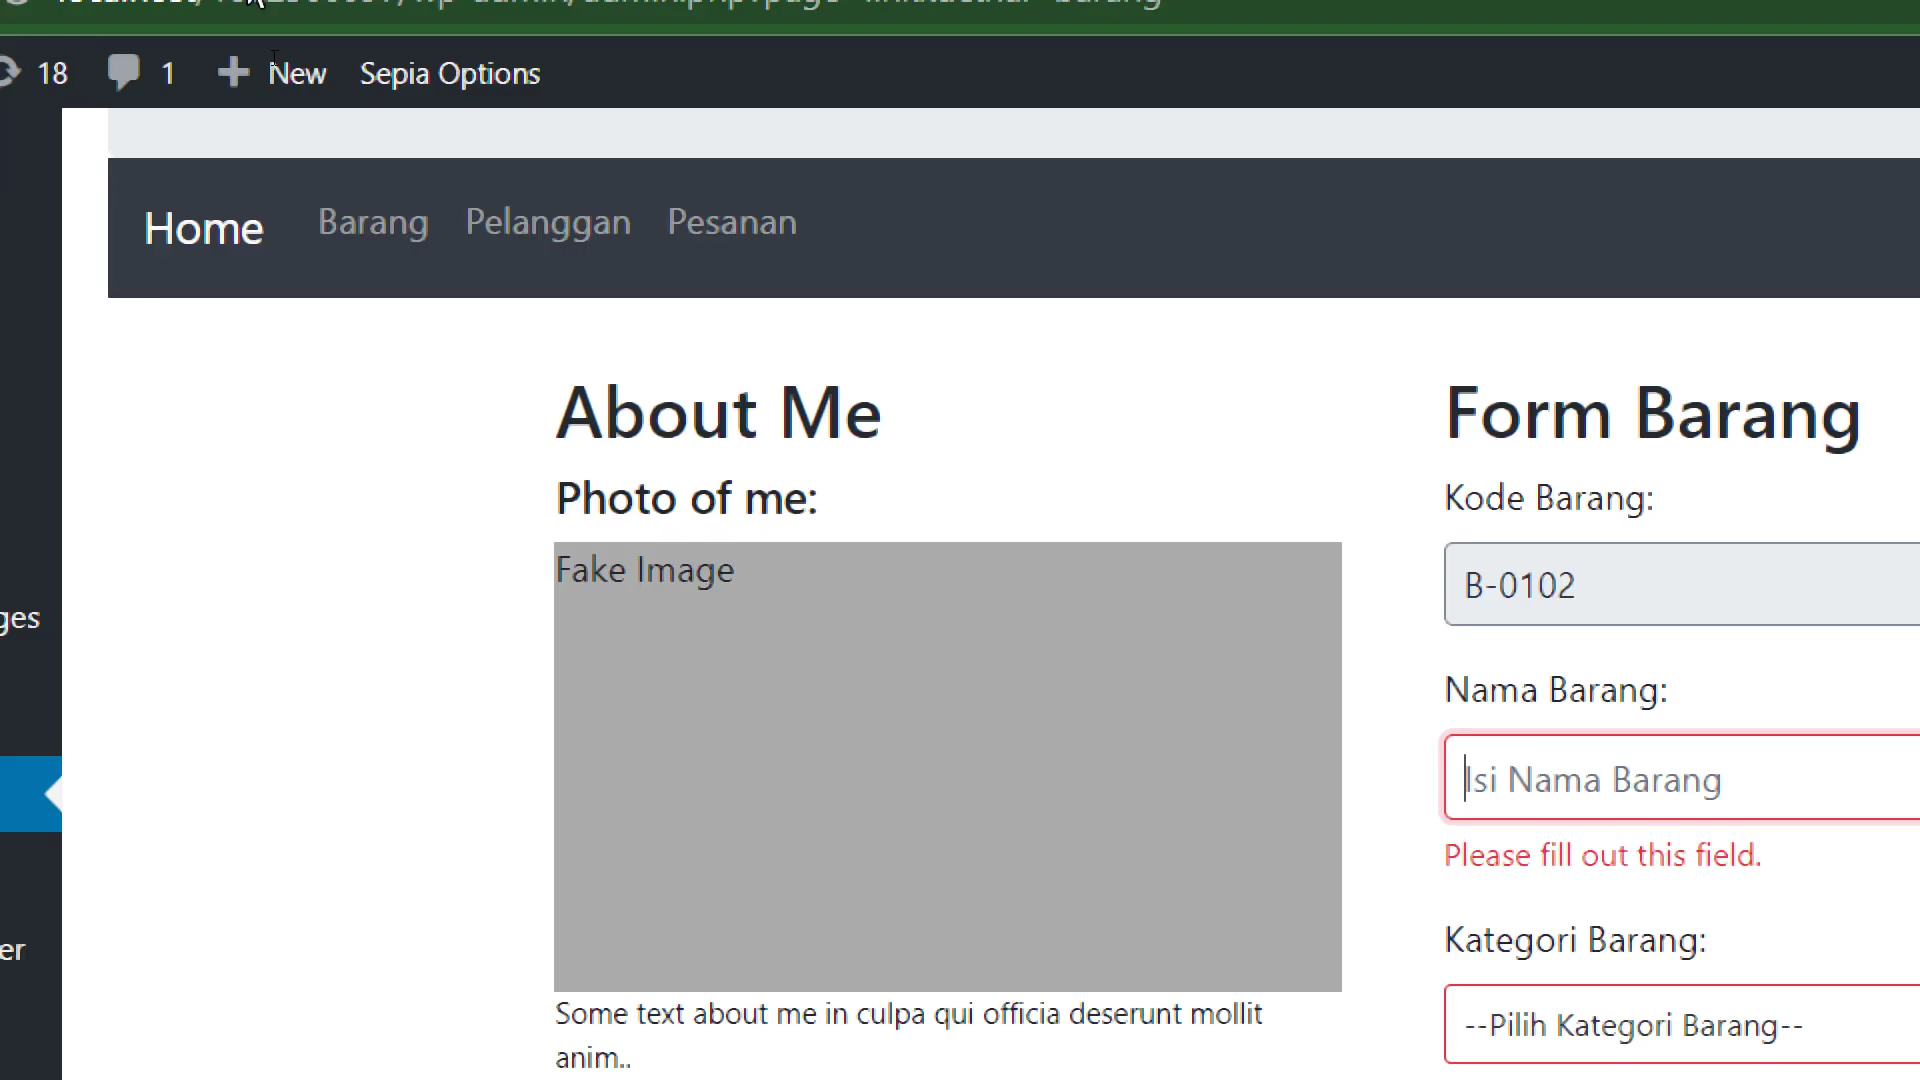 18 1 New Sepia Options
Home Barang Pelanggan Pesanan
About Me
Photo of me:
Fake Image
Some text about me in culpa qui officia deserunt mollit
anim..
Form Barang
Kode Barang:
B-0102
Nama Barang:
Isi Nama Barang
Please fill out this field.
Kategori Barang:
--Pilih Kategori Barang--